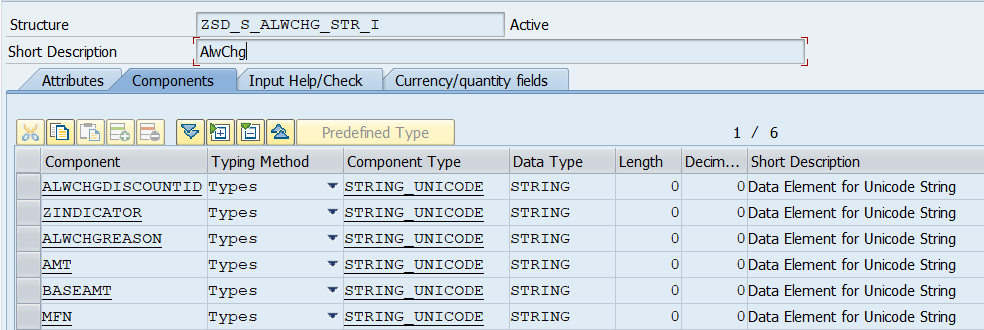 Structure ZSD_S_ALWCHG_STR_I Active
Short Description AlwChg
Attributes Components Input Help/Check Currency/quantity fields
Predefined Type 1 / 6
Component Typing Method Component Type Data Type Length Decim... Short Description
ALWCHGDISCOUNTID Types STRING_UNICODE STRING 0 0 Data Element for Unicode String
ZINDICATOR Types STRING_UNICODE STRING 0 0 Data Element for Unicode String
ALWCHGREASON Types STRING_UNICODE STRING 0 0 Data Element for Unicode String
AMT Types STRING_UNICODE STRING 0 0 Data Element for Unicode String
BASEAMT Types STRING_UNICODE STRING 0 0 Data Element for Unicode String
MFN Types STRING_UNICODE STRING 0 0 Data Element for Unicode String